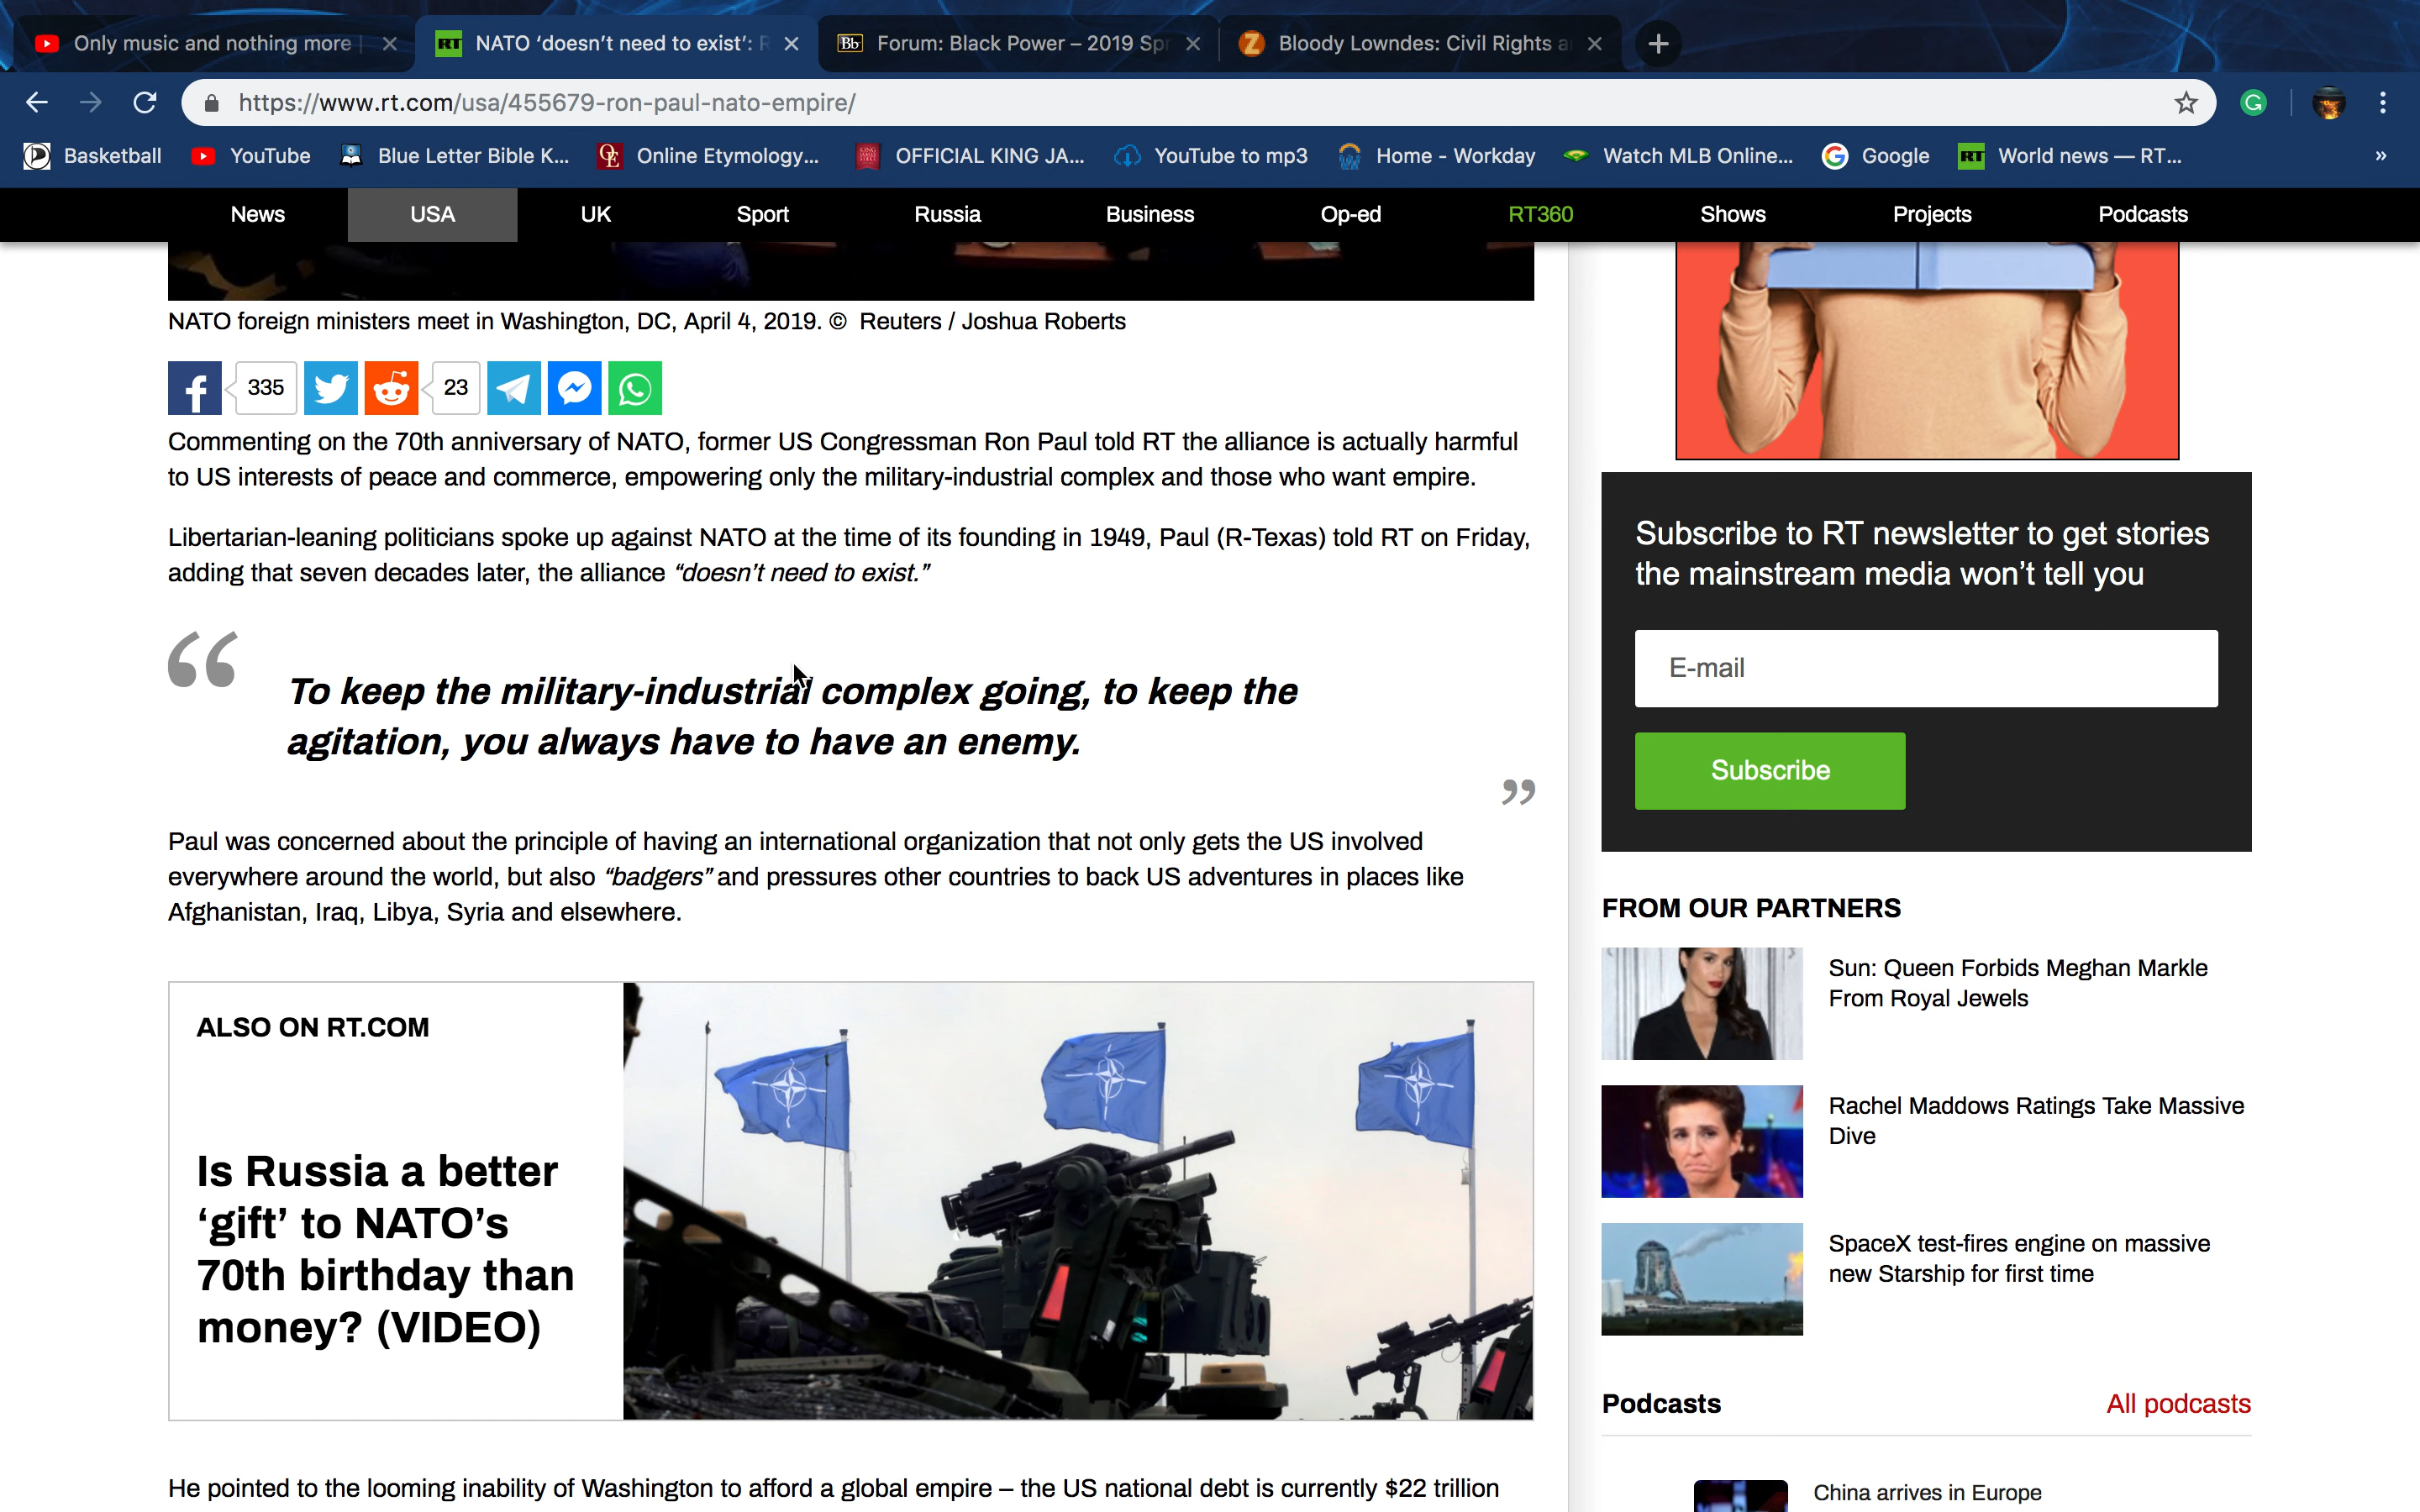 Only music and nothing more |
NATO ‘doesn’t need to exist’: R
Bb Forum: Black Power – 2019 Spr
Z Bloody Lowndes: Civil Rights a
https://www.rt.com/usa/455679-ron-paul-nato-empire/
Basketball
YouTube
Blue Letter Bible K...
Online Etymology...
OFFICIAL KING JA...
YouTube to mp3
Home - Workday
Watch MLB Online...
Google
RT World news — RT...
»
News
USA
UK
Sport
Russia
Business
Op-ed
RT360
Shows
Projects
Podcasts
NATO foreign ministers meet in Washington, DC, April 4, 2019. © Reuters / Joshua Roberts
335
23
Commenting on the 70th anniversary of NATO, former US Congressman Ron Paul told RT the alliance is actually harmful
to US interests of peace and commerce, empowering only the military-industrial complex and those who want empire.
Libertarian-leaning politicians spoke up against NATO at the time of its founding in 1949, Paul (R-Texas) told RT on Friday,
adding that seven decades later, the alliance “doesn’t need to exist.”
“
To keep the military-industrial complex going, to keep the
agitation, you always have to have an enemy.
”
Paul was concerned about the principle of having an international organization that not only gets the US involved
everywhere around the world, but also “badgers” and pressures other countries to back US adventures in places like
Afghanistan, Iraq, Libya, Syria and elsewhere.
ALSO ON RT.COM
Is Russia a better
‘gift’ to NATO’s
70th birthday than
money? (VIDEO)
He pointed to the looming inability of Washington to afford a global empire – the US national debt is currently $22 trillion
Subscribe to RT newsletter to get stories
the mainstream media won’t tell you
E-mail
Subscribe
FROM OUR PARTNERS
Sun: Queen Forbids Meghan Markle
From Royal Jewels
Rachel Maddows Ratings Take Massive
Dive
SpaceX test-fires engine on massive
new Starship for first time
Podcasts
All podcasts
China arrives in Europe